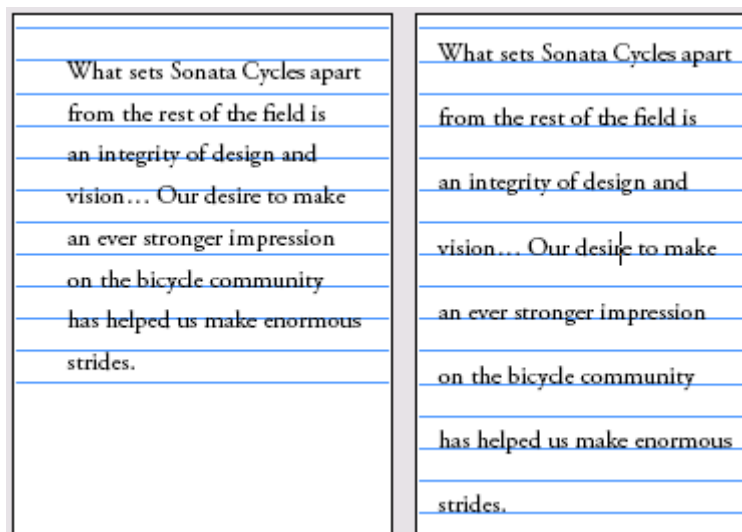 What sets Sonata Cycles apart
from the rest of the field is
an integrity of design and
vision… Our desire to make
an ever stronger impression
on the bicycle community
has helped us make enormous
strides.
What sets Sonata Cycles apart
from the rest of the field is
an integrity of design and
vision… Our desire to make
an ever stronger impression
on the bicycle community
has helped us make enormous
strides.